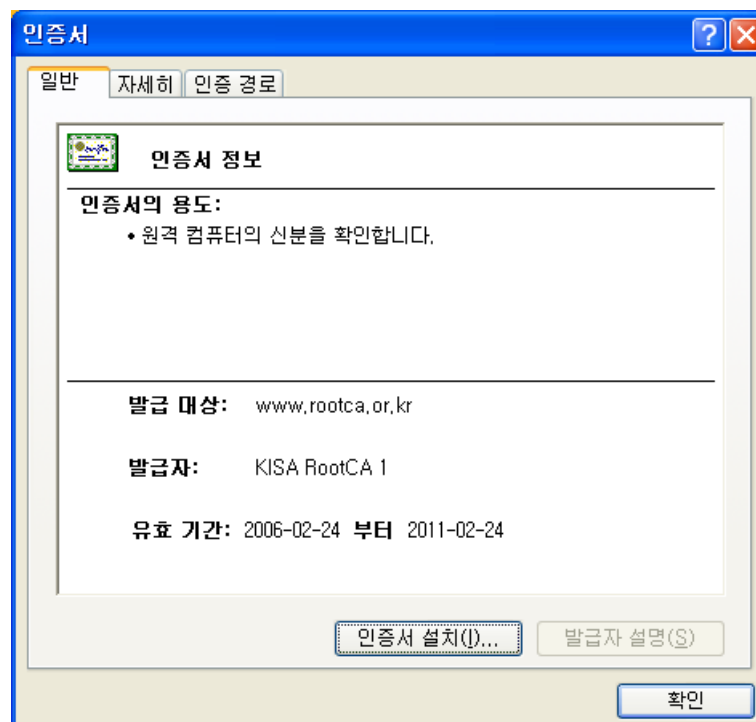 인증서
일반 자세히 인증 경로
인증서 정보
인증서의 용도:
• 원격 컴퓨터의 신분을 확인합니다.
발급 대상: www.rootca.or.kr
발급자: KISA RootCA 1
유효 기간: 2006-02-24 부터 2011-02-24
인증서 설치(I)... 발급자 설명(S)
확인